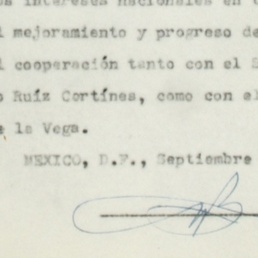 os intereses nacionales en
l mejoramiento y progreso de
l cooperación tanto con el S
o Ruíz Cortínes, como con el
e la Vega.
MEXICO, D.F., Septiembre